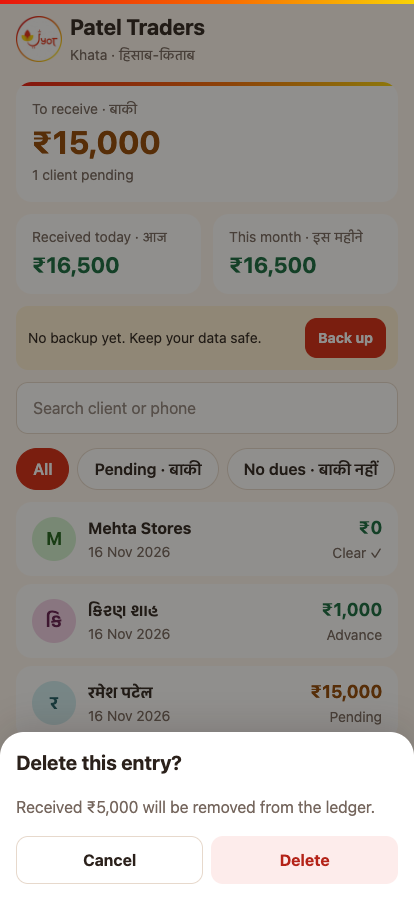 Jyot
Patel Traders
Khata · हिसाब-किताब
To receive · बाकी
₹15,000
1 client pending
Received today · आज
₹16,500
This month · इस महीने
₹16,500
No backup yet. Keep your data safe.
Back up
Search client or phone
All
Pending · बाकी
No dues · बाकी नहीं
M
Mehta Stores
16 Nov 2026
₹0
Clear ✓
કિ
કિરણ શાહ
16 Nov 2026
₹1,000
Advance
र
रमेश पटेल
16 Nov 2026
₹15,000
Pending
Delete this entry?
Received ₹5,000 will be removed from the ledger.
Cancel
Delete